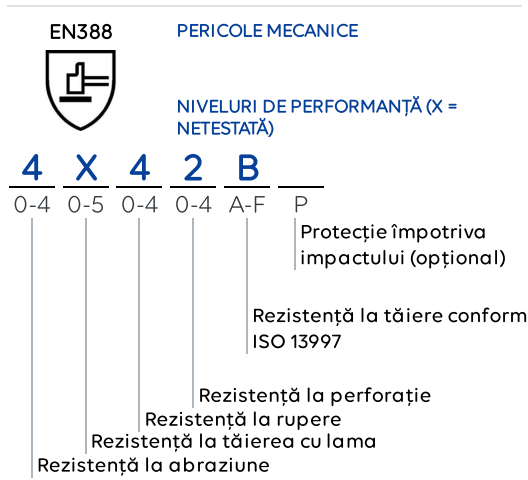 EN388
PERICOLE MECANICE
NIVELURI DE PERFORMANȚĂ (X =
NETESTATĂ)
4 X 4 2 B
0-4 0-5 0-4 0-4 A-F P
Protecție împotriva
impactului (opțional)
Rezistență la tăiere conform
ISO 13997
Rezistență la perforație
Rezistență la rupere
Rezistență la tăierea cu lama
Rezistență la abraziune